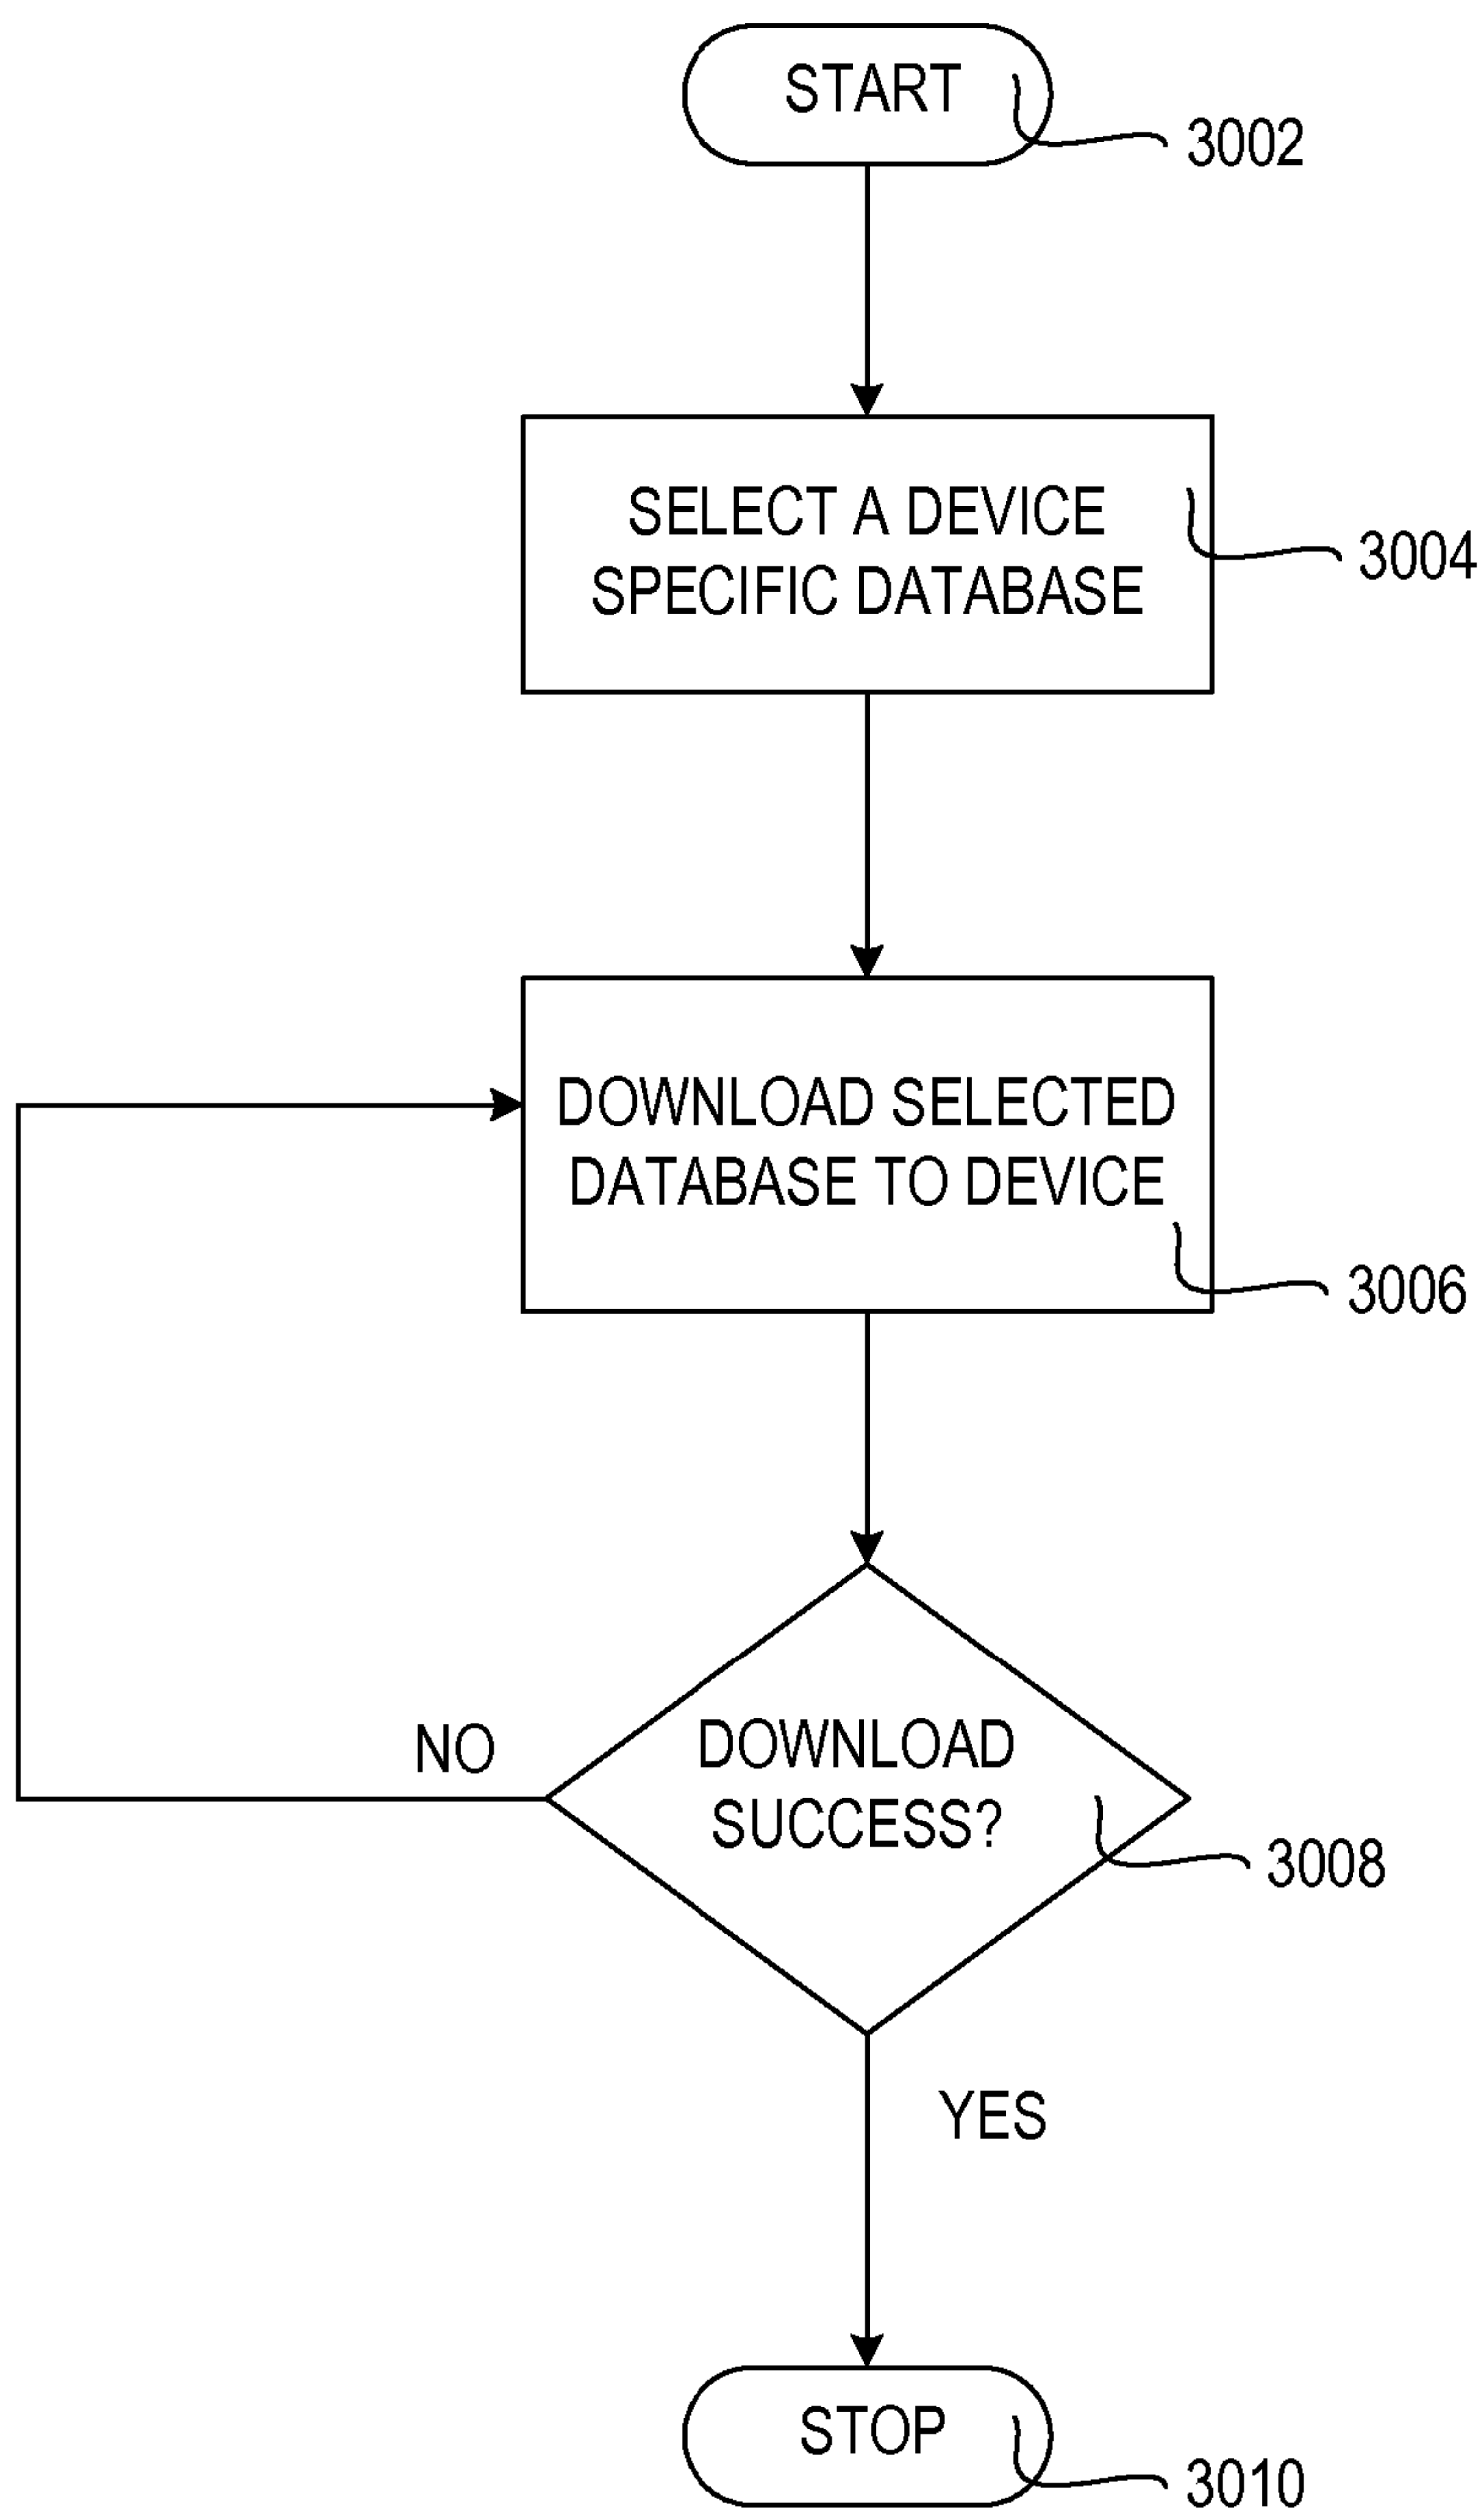 START
3002
SELECT A DEVICE
SPECIFIC DATABASE
3004
DOWNLOAD SELECTED
DATABASE TO DEVICE
3006
NO
DOWNLOAD
SUCCESS?
3008
YES
STOP
3010